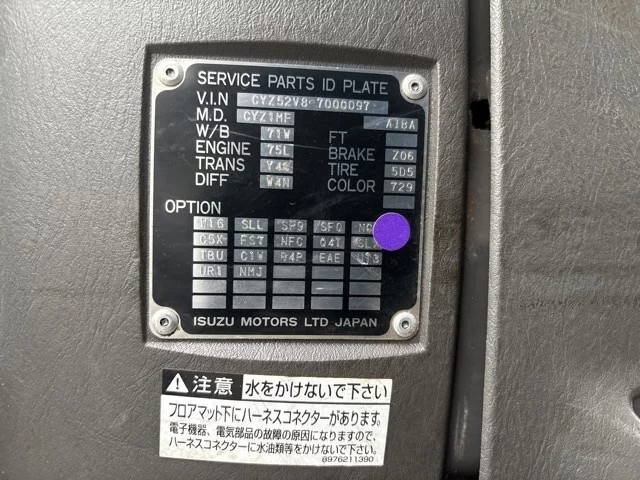 SERVICE PARTS ID PLATE
V.I.N CYZ52V8-7000097
M.D. CYZ1MF X1BA
W/B 71W FT
ENGINE 75L BRAKE Z06
TRANS TIRE 5D5
DIFF W4N COLOR 729
OPTION
SLL SP9 SF0
C5X FS7 NFC Q4T
IBU C1W R4P EAE
UR1 NMJ
ISUZU MOTORS LTD JAPAN
注意 水をかけないで下さい
フロアマット下にハーネスコネクターがあります。
電子機器、電気部品の故障の原因になりますので、
ハーネスコネクターに水油類等をかけないで下さい。
8976211390